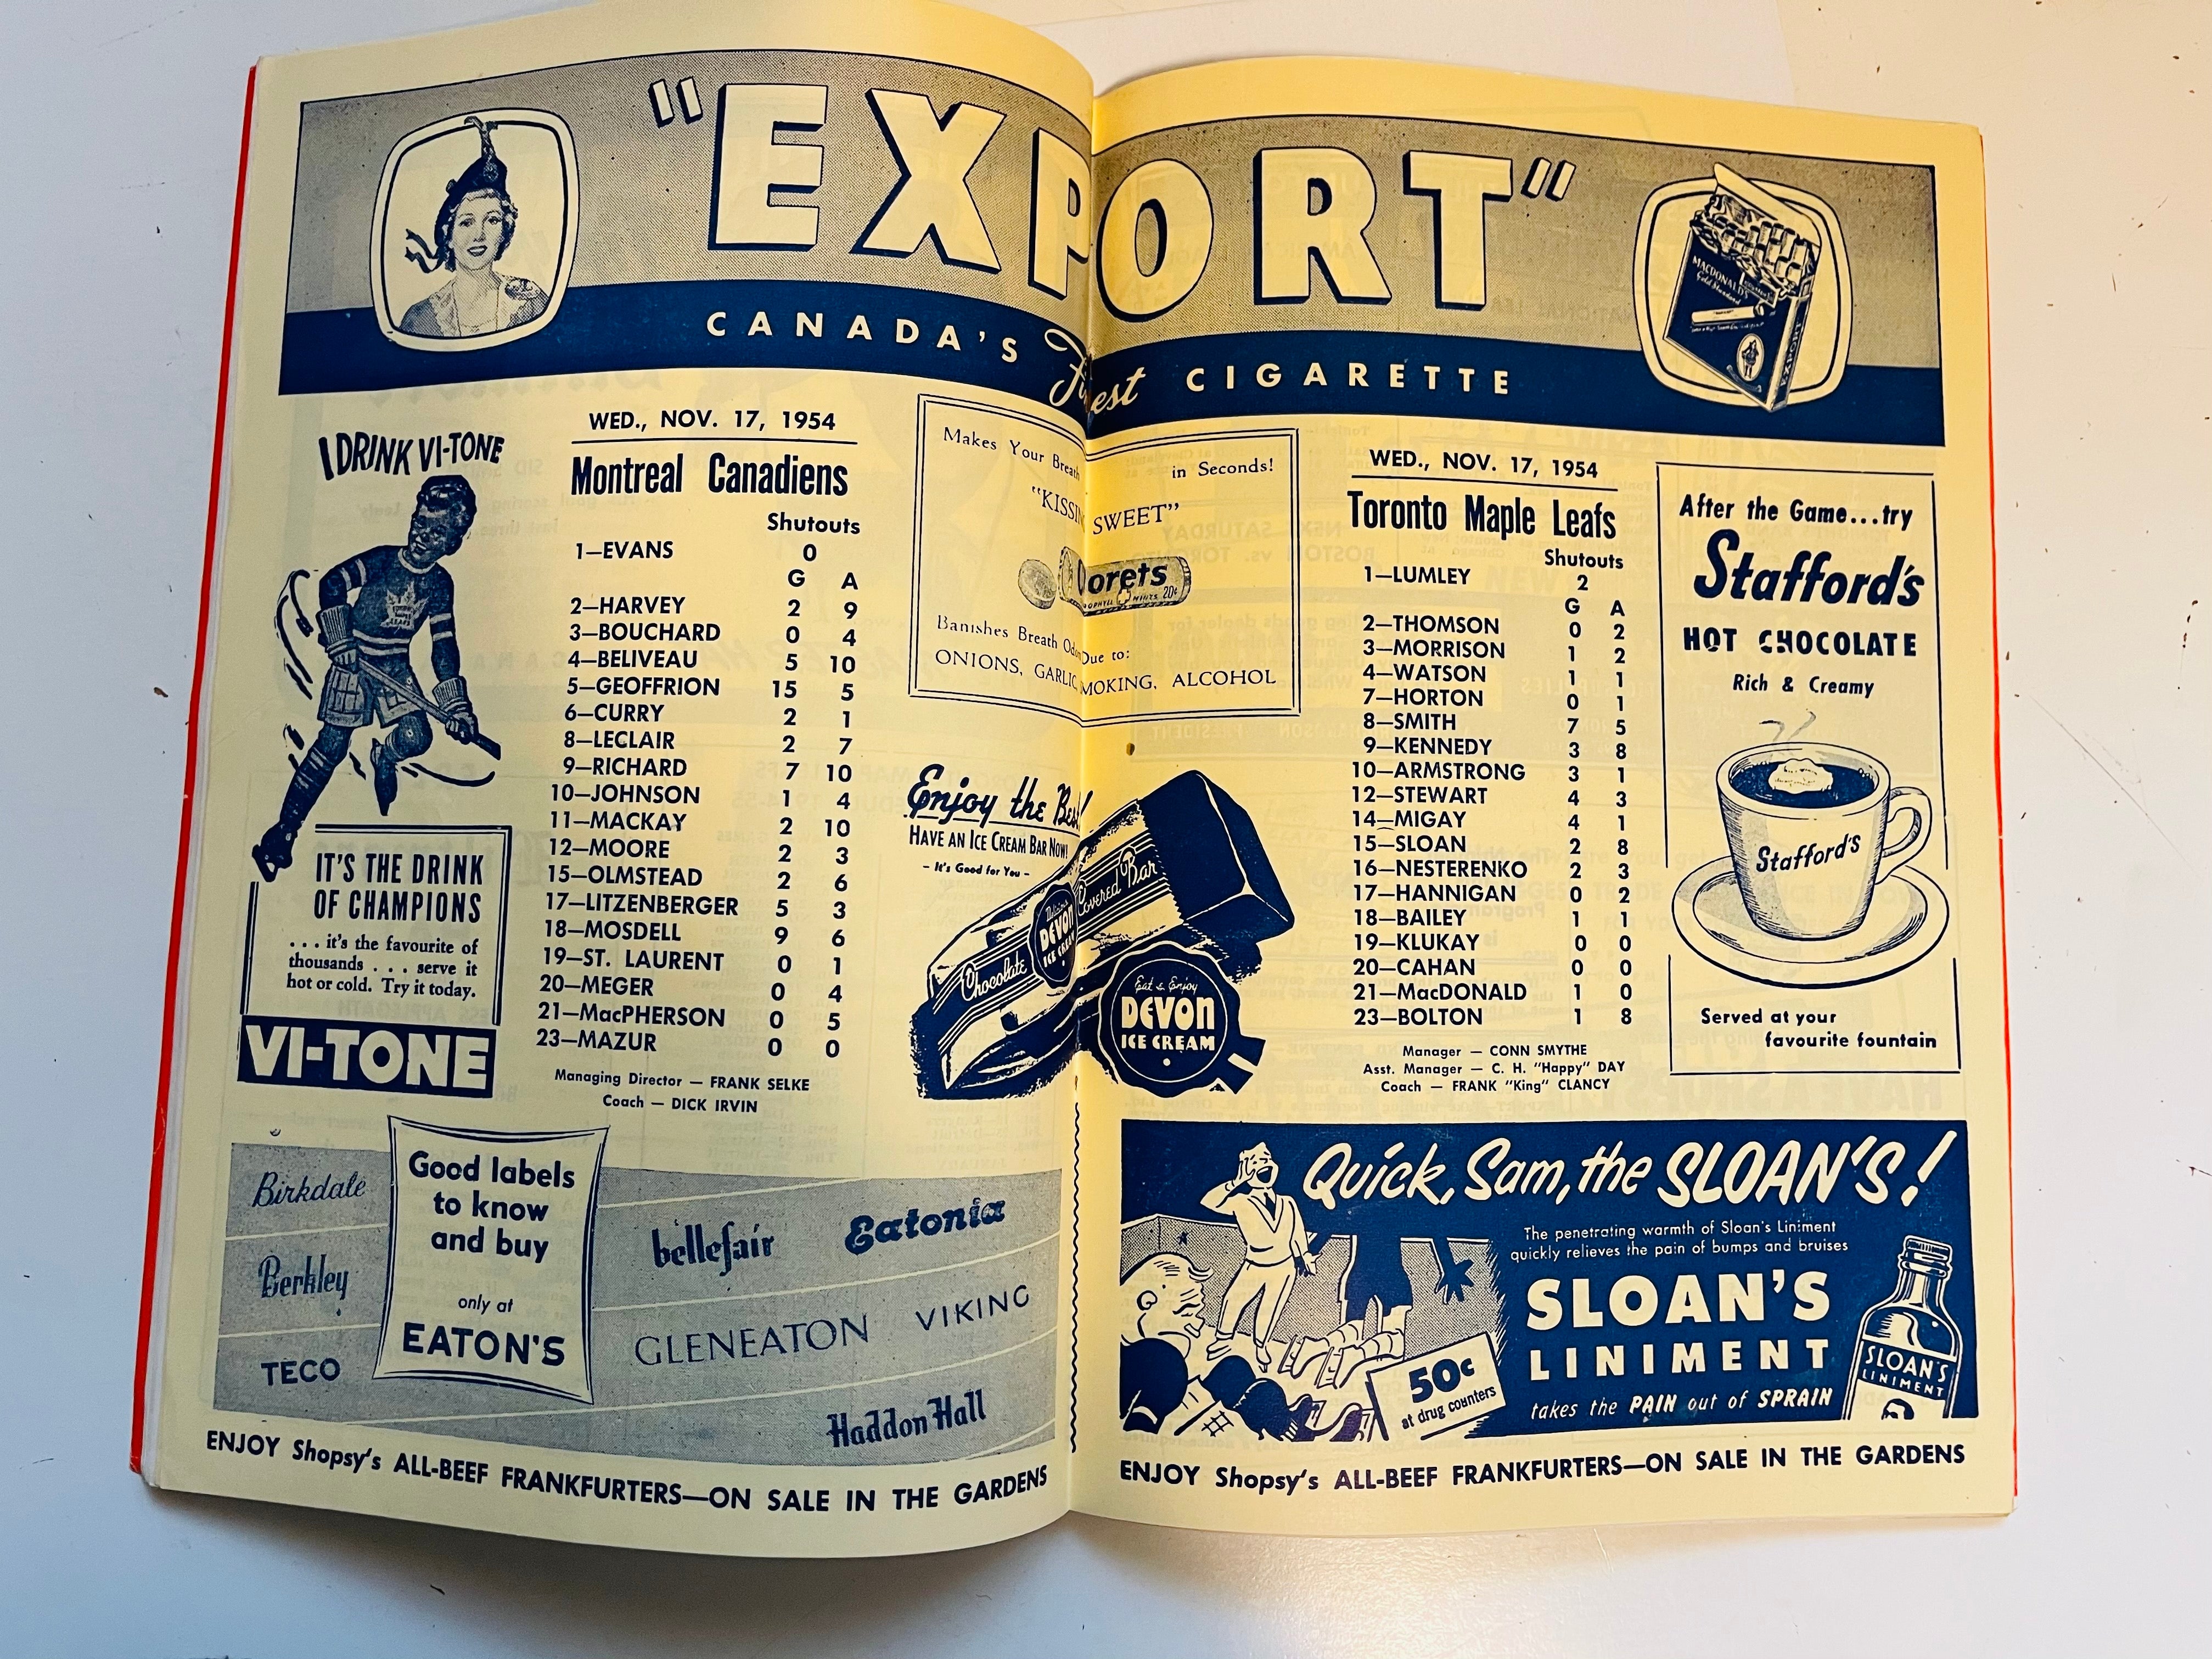 "EXPORT"
CANADA'S Finest CIGARETTE
MACDONALD'S
Gold Standard
EXPORT
I DRINK VI-TONE
IT'S THE DRINK
OF CHAMPIONS
... it's the favourite of
thousands ... serve it
hot or cold. Try it today.
VI-TONE
WED., NOV. 17, 1954
Montreal Canadiens
Shutouts
1—EVANS 0
G A
2—HARVEY 2 9
3—BOUCHARD 0 4
4—BELIVEAU 5 10
5—GEOFFRION 15 5
6—CURRY 2 1
8—LECLAIR 2 7
9—RICHARD 7 10
10—JOHNSON 1 4
11—MACKAY 2 10
12—MOORE 2 3
15—OLMSTEAD 2 6
17—LITZENBERGER 5 3
18—MOSDELL 9 6
19—ST. LAURENT 0 1
20—MEGER 0 4
21—MacPHERSON 0 5
23—MAZUR 0 0
Managing Director — FRANK SELKE
Coach — DICK IRVIN
Makes Your Breath in Seconds!
"KISSING SWEET"
Clorets
20¢
Banishes Breath Odors Due to:
ONIONS, GARLIC, SMOKING, ALCOHOL
Enjoy the Best!
HAVE AN ICE CREAM BAR NOW!
- It's Good for You -
Chocolate Covered Bar
Delicious
DEVON
ICE CREAM
Eat & Enjoy
DEVON
ICE CREAM
WED., NOV. 17, 1954
Toronto Maple Leafs
Shutouts
1—LUMLEY 2
G A
2—THOMSON 0 2
3—MORRISON 1 2
4—WATSON 1 1
7—HORTON 0 1
8—SMITH 7 5
9—KENNEDY 3 8
10—ARMSTRONG 3 1
12—STEWART 4 3
14—MIGAY 4 1
15—SLOAN 2 8
16—NESTERENKO 2 3
17—HANNIGAN 0 2
18—BAILEY 1 1
19—KLUKAY 0 0
20—CAHAN 0 0
21—MacDONALD 1 0
23—BOLTON 1 8
Manager — CONN SMYTHE
Asst. Manager — C. H. "Happy" DAY
Coach — FRANK "King" CLANCY
After the Game...try
Stafford's
HOT CHOCOLATE
Rich & Creamy
Stafford's
Served at your
favourite fountain
Birkdale
Berkley
TECO
Good labels
to know
and buy
only at
EATON'S
bellefair Eatonia
GLENEATON VIKING
Haddon Hall
ENJOY Shopsy's ALL-BEEF FRANKFURTERS—ON SALE IN THE GARDENS
Quick, Sam, the SLOAN'S!
The penetrating warmth of Sloan's Liniment
quickly relieves the pain of bumps and bruises
SLOAN'S
LINIMENT
takes the PAIN out of SPRAIN
50¢
at drug counters
SLOAN'S
LINIMENT
ENJOY Shopsy's ALL-BEEF FRANKFURTERS—ON SALE IN THE GARDENS